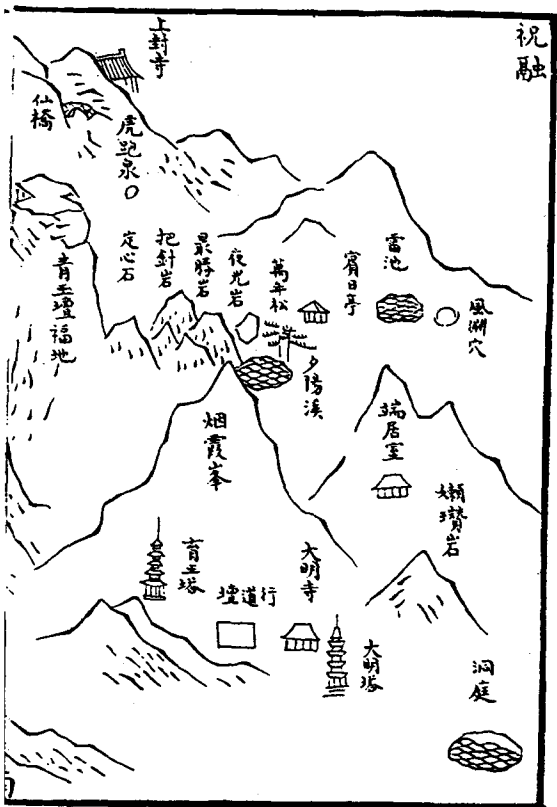 祝融
上封寺
仙橋
虎跑泉
雷池
風洞穴
賓日亭
萬年松
夜光岩
最勝岩
把針岩
定心石
青玉壇福地
夕陽溪
端居室
嬾瓚岩
烟霞峯
大明寺
行道壇
育王塔
大明塔
洞庭